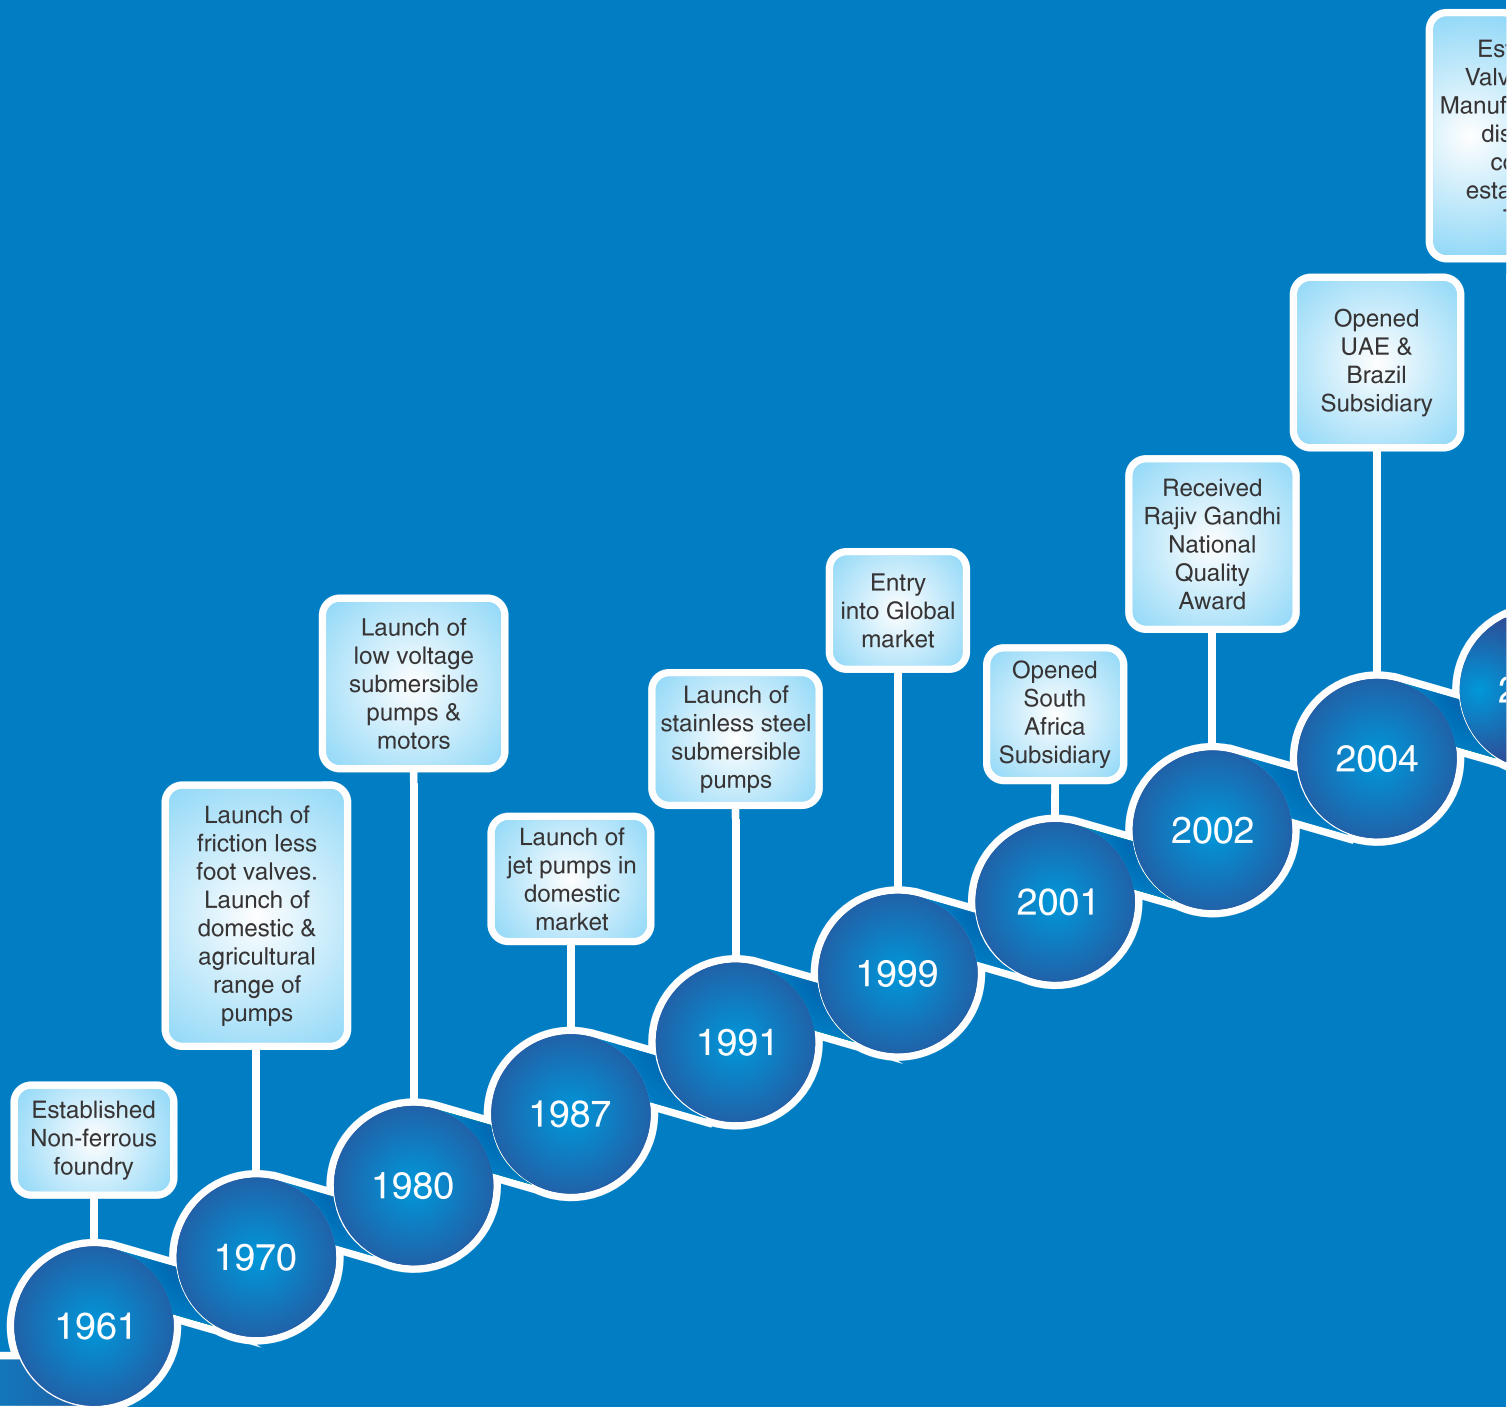 Established
Non-ferrous
foundry
1961
Launch of
friction less
foot valves.
Launch of
domestic &
agricultural
range of
pumps
1970
Launch of
low voltage
submersible
pumps &
motors
1980
Launch of
jet pumps in
domestic
market
1987
Launch of
stainless steel
submersible
pumps
1991
Entry
into Global
market
1999
Opened
South
Africa
Subsidiary
2001
Received
Rajiv Gandhi
National
Quality
Award
2002
Opened
UAE &
Brazil
Subsidiary
2004